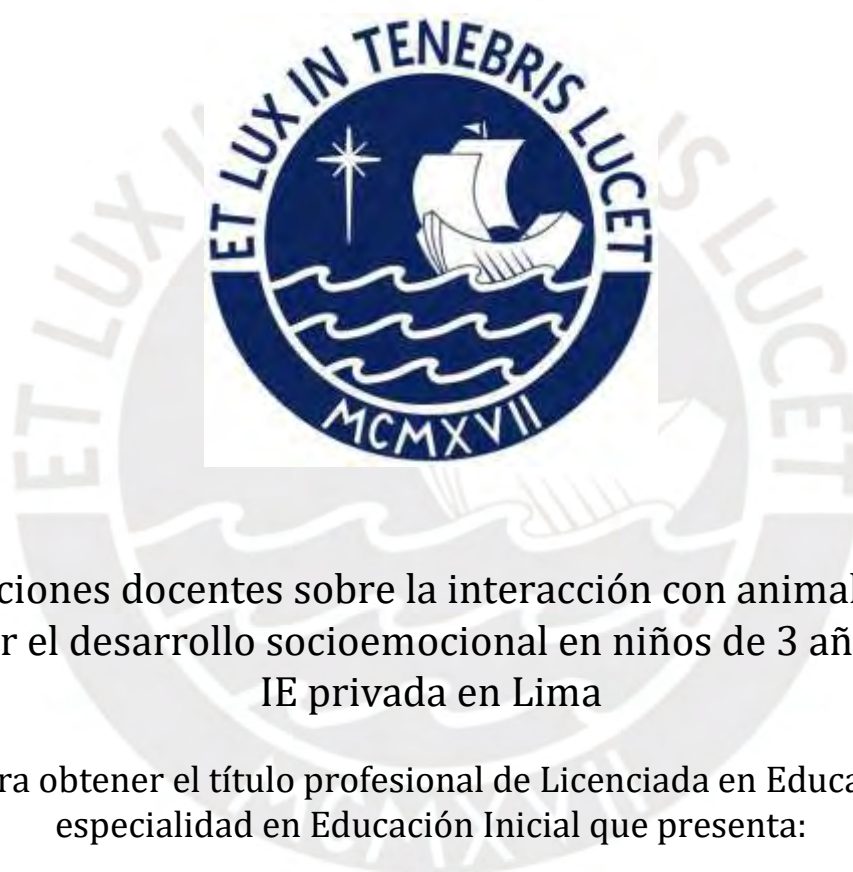 ET LUX IN TENEBRIS LUCET
MCMXVII
ciones docentes sobre la interacción con animal
r el desarrollo socioemocional en niños de 3 añ
IE privada en Lima
ra obtener el título profesional de Licenciada en Educa
especialidad en Educación Inicial que presenta: